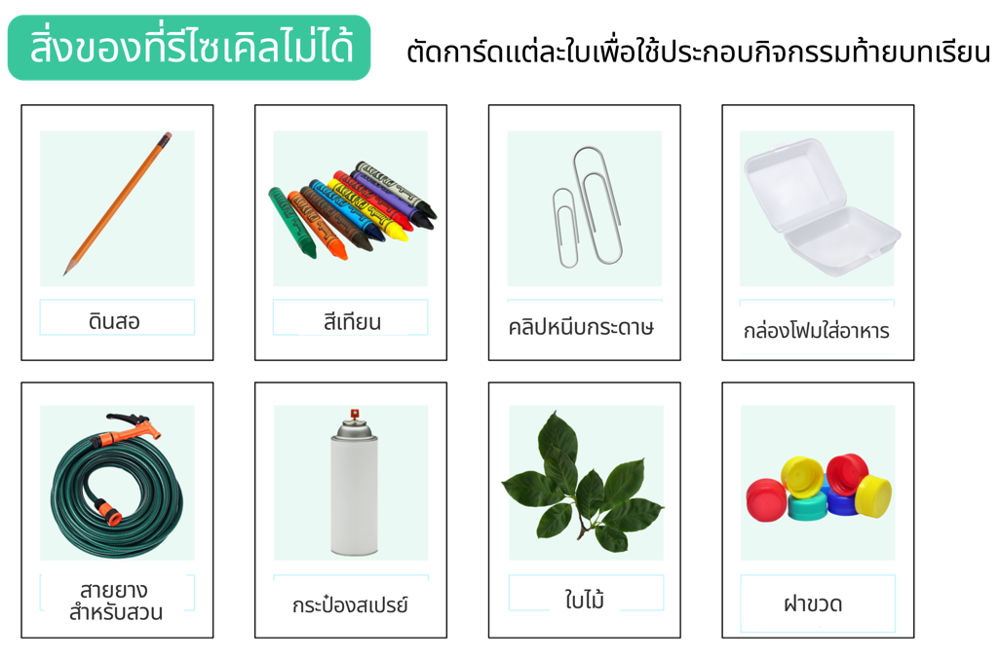 สิ่งของที่รีไซเคิลไม่ได้
ตัดการ์ดแต่ละใบเพื่อใช้ประกอบกิจกรรมท้ายบทเรียน
ดินสอ
สีเทียน
คลิปหนีบกระดาษ
กล่องโฟมใส่อาหาร
สายยาง
สำหรับสวน
กระป๋องสเปรย์
ใบไม้
ฝาขวด